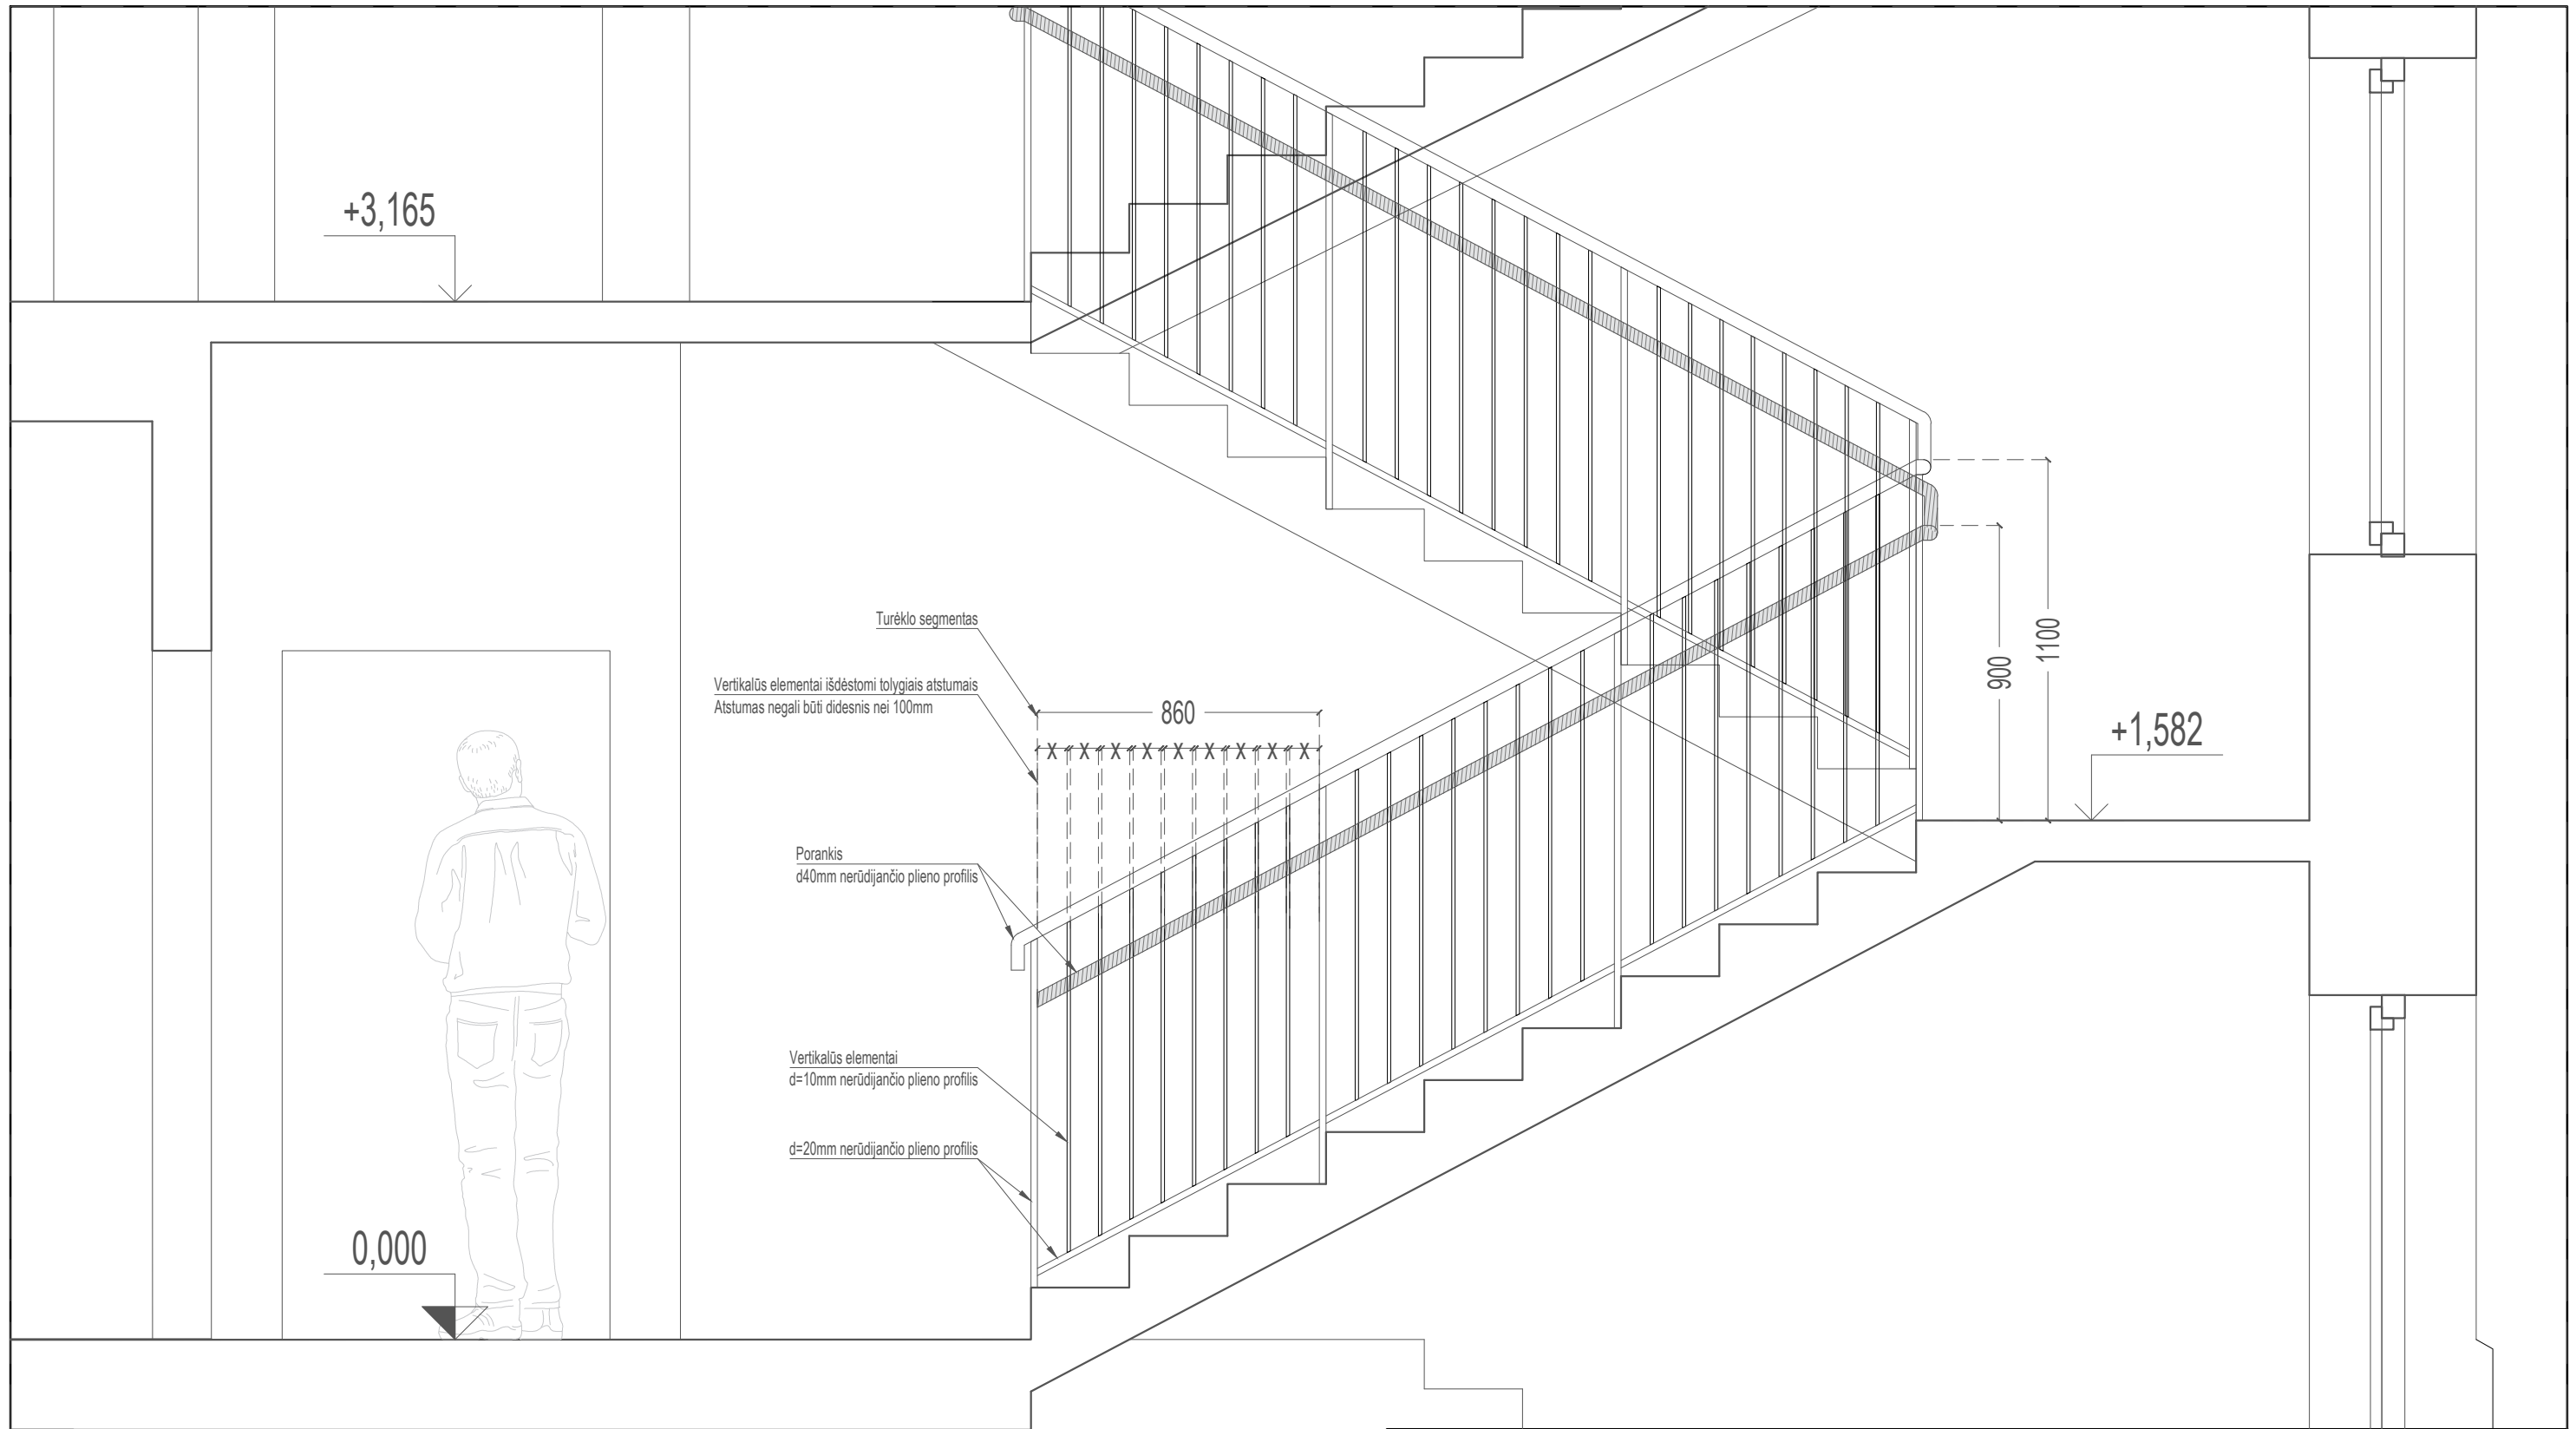 +3,165
Turėklo segmentas
Vertikalūs elementai išdėstomi tolygiais atstumais
Atstumas negali būti didesnis nei 100mm
860
X X X X X X X X X
900
1100
+1,582
Porankis
d40mm nerūdijančio plieno profilis
Vertikalūs elementai
d=10mm nerūdijančio plieno profilis
d=20mm nerūdijančio plieno profilis
0,000